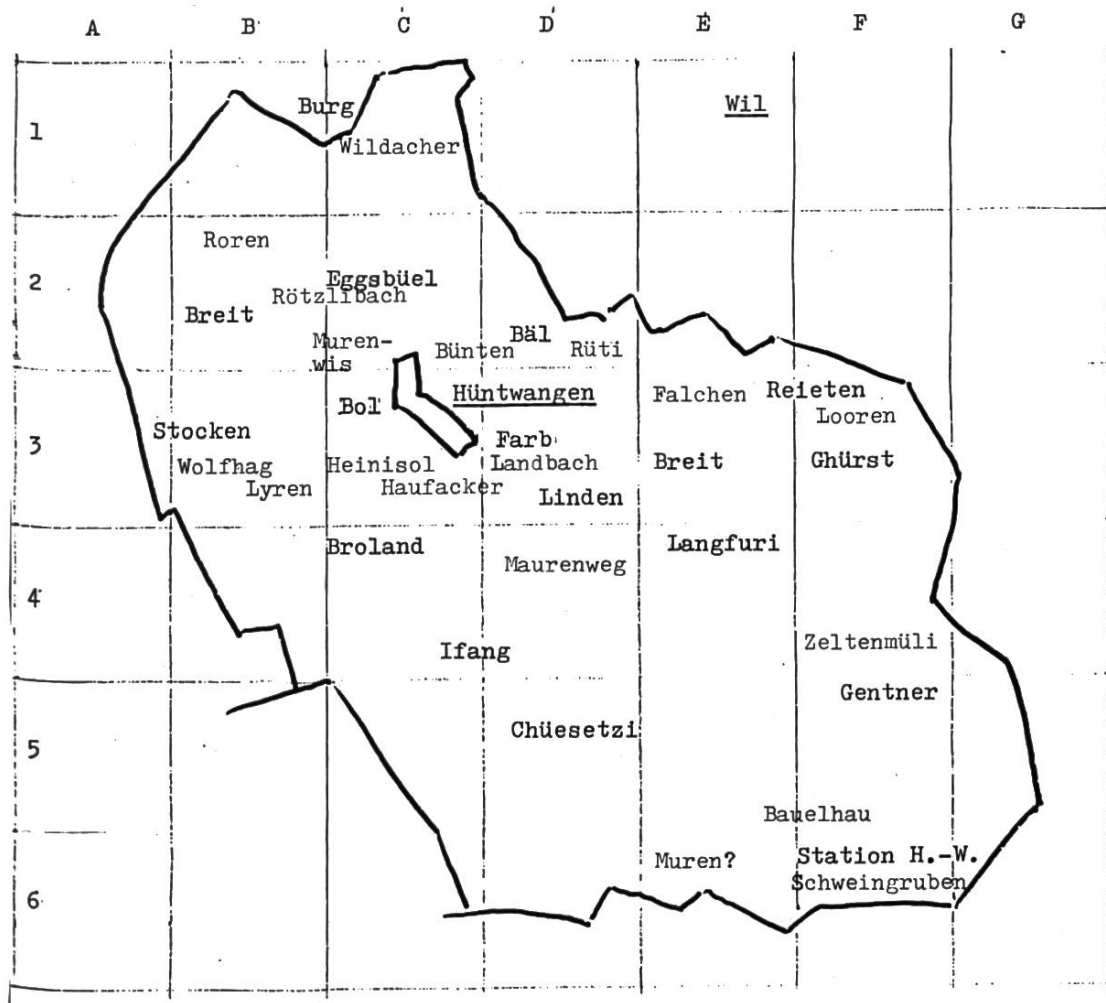 A B C D E F G
1
Burg
Wil
Wildacher
Roren
2
Eggsbüel
Rötzlibach
Breit
Bäl
Muren-
wis
Bünten
Rüti
Hüntwangen
Falchen
Reieten
Bol
Looren
3
Stocken
Farb
Wolfhag
Heinisol
Landbach
Breit
Ghürst
Lyren
Haufacker
Linden
Broland
Langfuri
Maurenweg
4
Ifang
Zeltenmüli
Gentner
5
Chüesetzi
Bauelhau
Muren?
Station H.-W.
Schweingruben
6